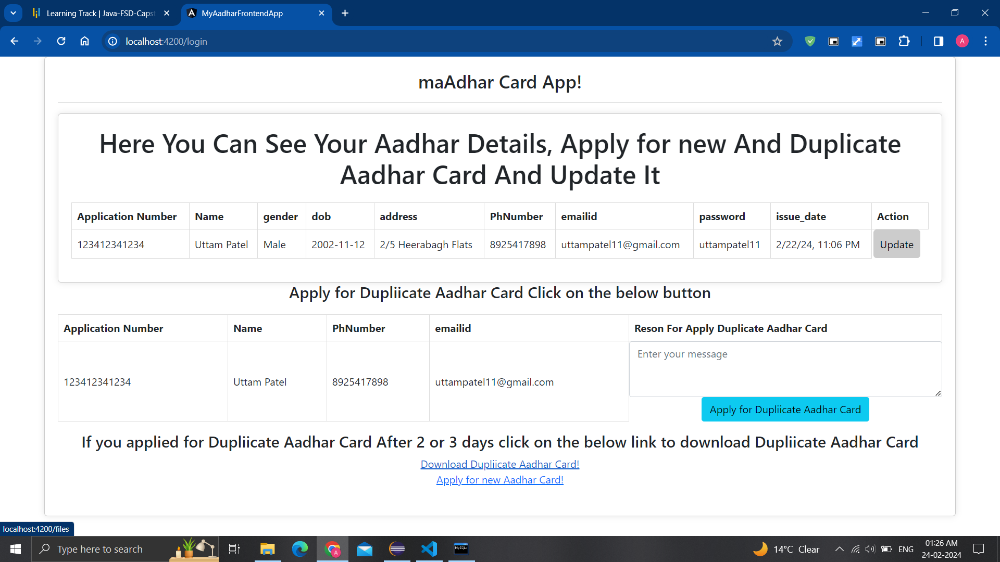 Learning Track | Java-FSD-Capst
MyAadharFrontendApp
localhost:4200/login
A
maAdhar Card App!
Here You Can See Your Aadhar Details, Apply for new And Duplicate
Aadhar Card And Update It
Application Number Name gender dob address PhNumber emailid password issue_date Action
123412341234 Uttam Patel Male 2002-11-12 2/5 Heerabagh Flats 8925417898 uttampatel11@gmail.com uttampatel11 2/22/24, 11:06 PM Update
Apply for Dupliicate Aadhar Card Click on the below button
Application Number Name PhNumber emailid Reson For Apply Duplicate Aadhar Card
Enter your message
123412341234 Uttam Patel 8925417898 uttampatel11@gmail.com
Apply for Dupliicate Aadhar Card
If you applied for Dupliicate Aadhar Card After 2 or 3 days click on the below link to download Dupliicate Aadhar Card
Download Dupliicate Aadhar Card!
Apply for new Aadhar Card!
localhost:4200/files
Type here to search
A
MySQL
14°C Clear
ENG
01:26 AM
24-02-2024